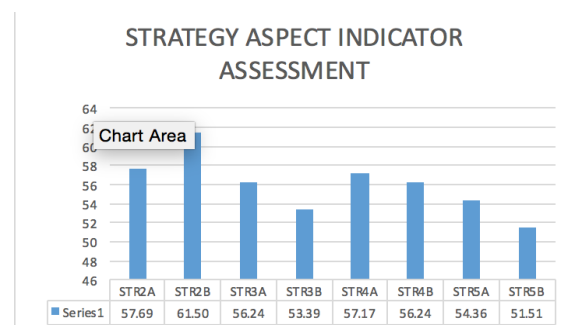 STRATEGY ASPECT INDICATOR
ASSESSMENT
64
62
Chart Area
60
58
56
54
52
50
48
46
STR2A STR2B STR3A STR3B STR4A STR4B STR5A STR5B
Series1 57.69 61.50 56.24 53.39 57.17 56.24 54.36 51.51